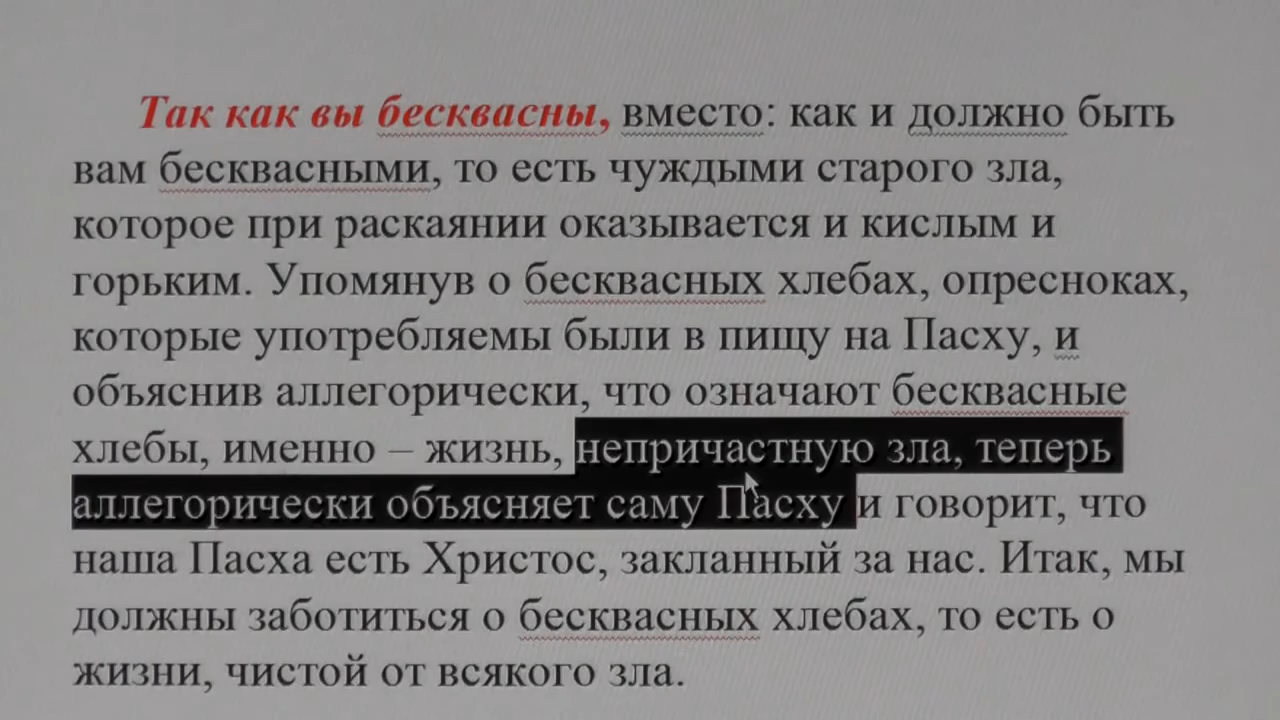 Так как вы бесквасны, вместо: как и должно быть
вам бесквасными, то есть чуждыми старого зла,
которое при раскаянии оказывается и кислым и
горьким. Упомянув о бесквасных хлебах, опресноках,
которые употребляемы были в пищу на Пасху, и
объяснив аллегорически, что означают бесквасные
хлебы, именно – жизнь, непричастную зла, теперь
аллегорически объясняет саму Пасху и говорит, что
наша Пасха есть Христос, закланный за нас. Итак, мы
должны заботиться о бесквасных хлебах, то есть о
жизни, чистой от всякого зла.